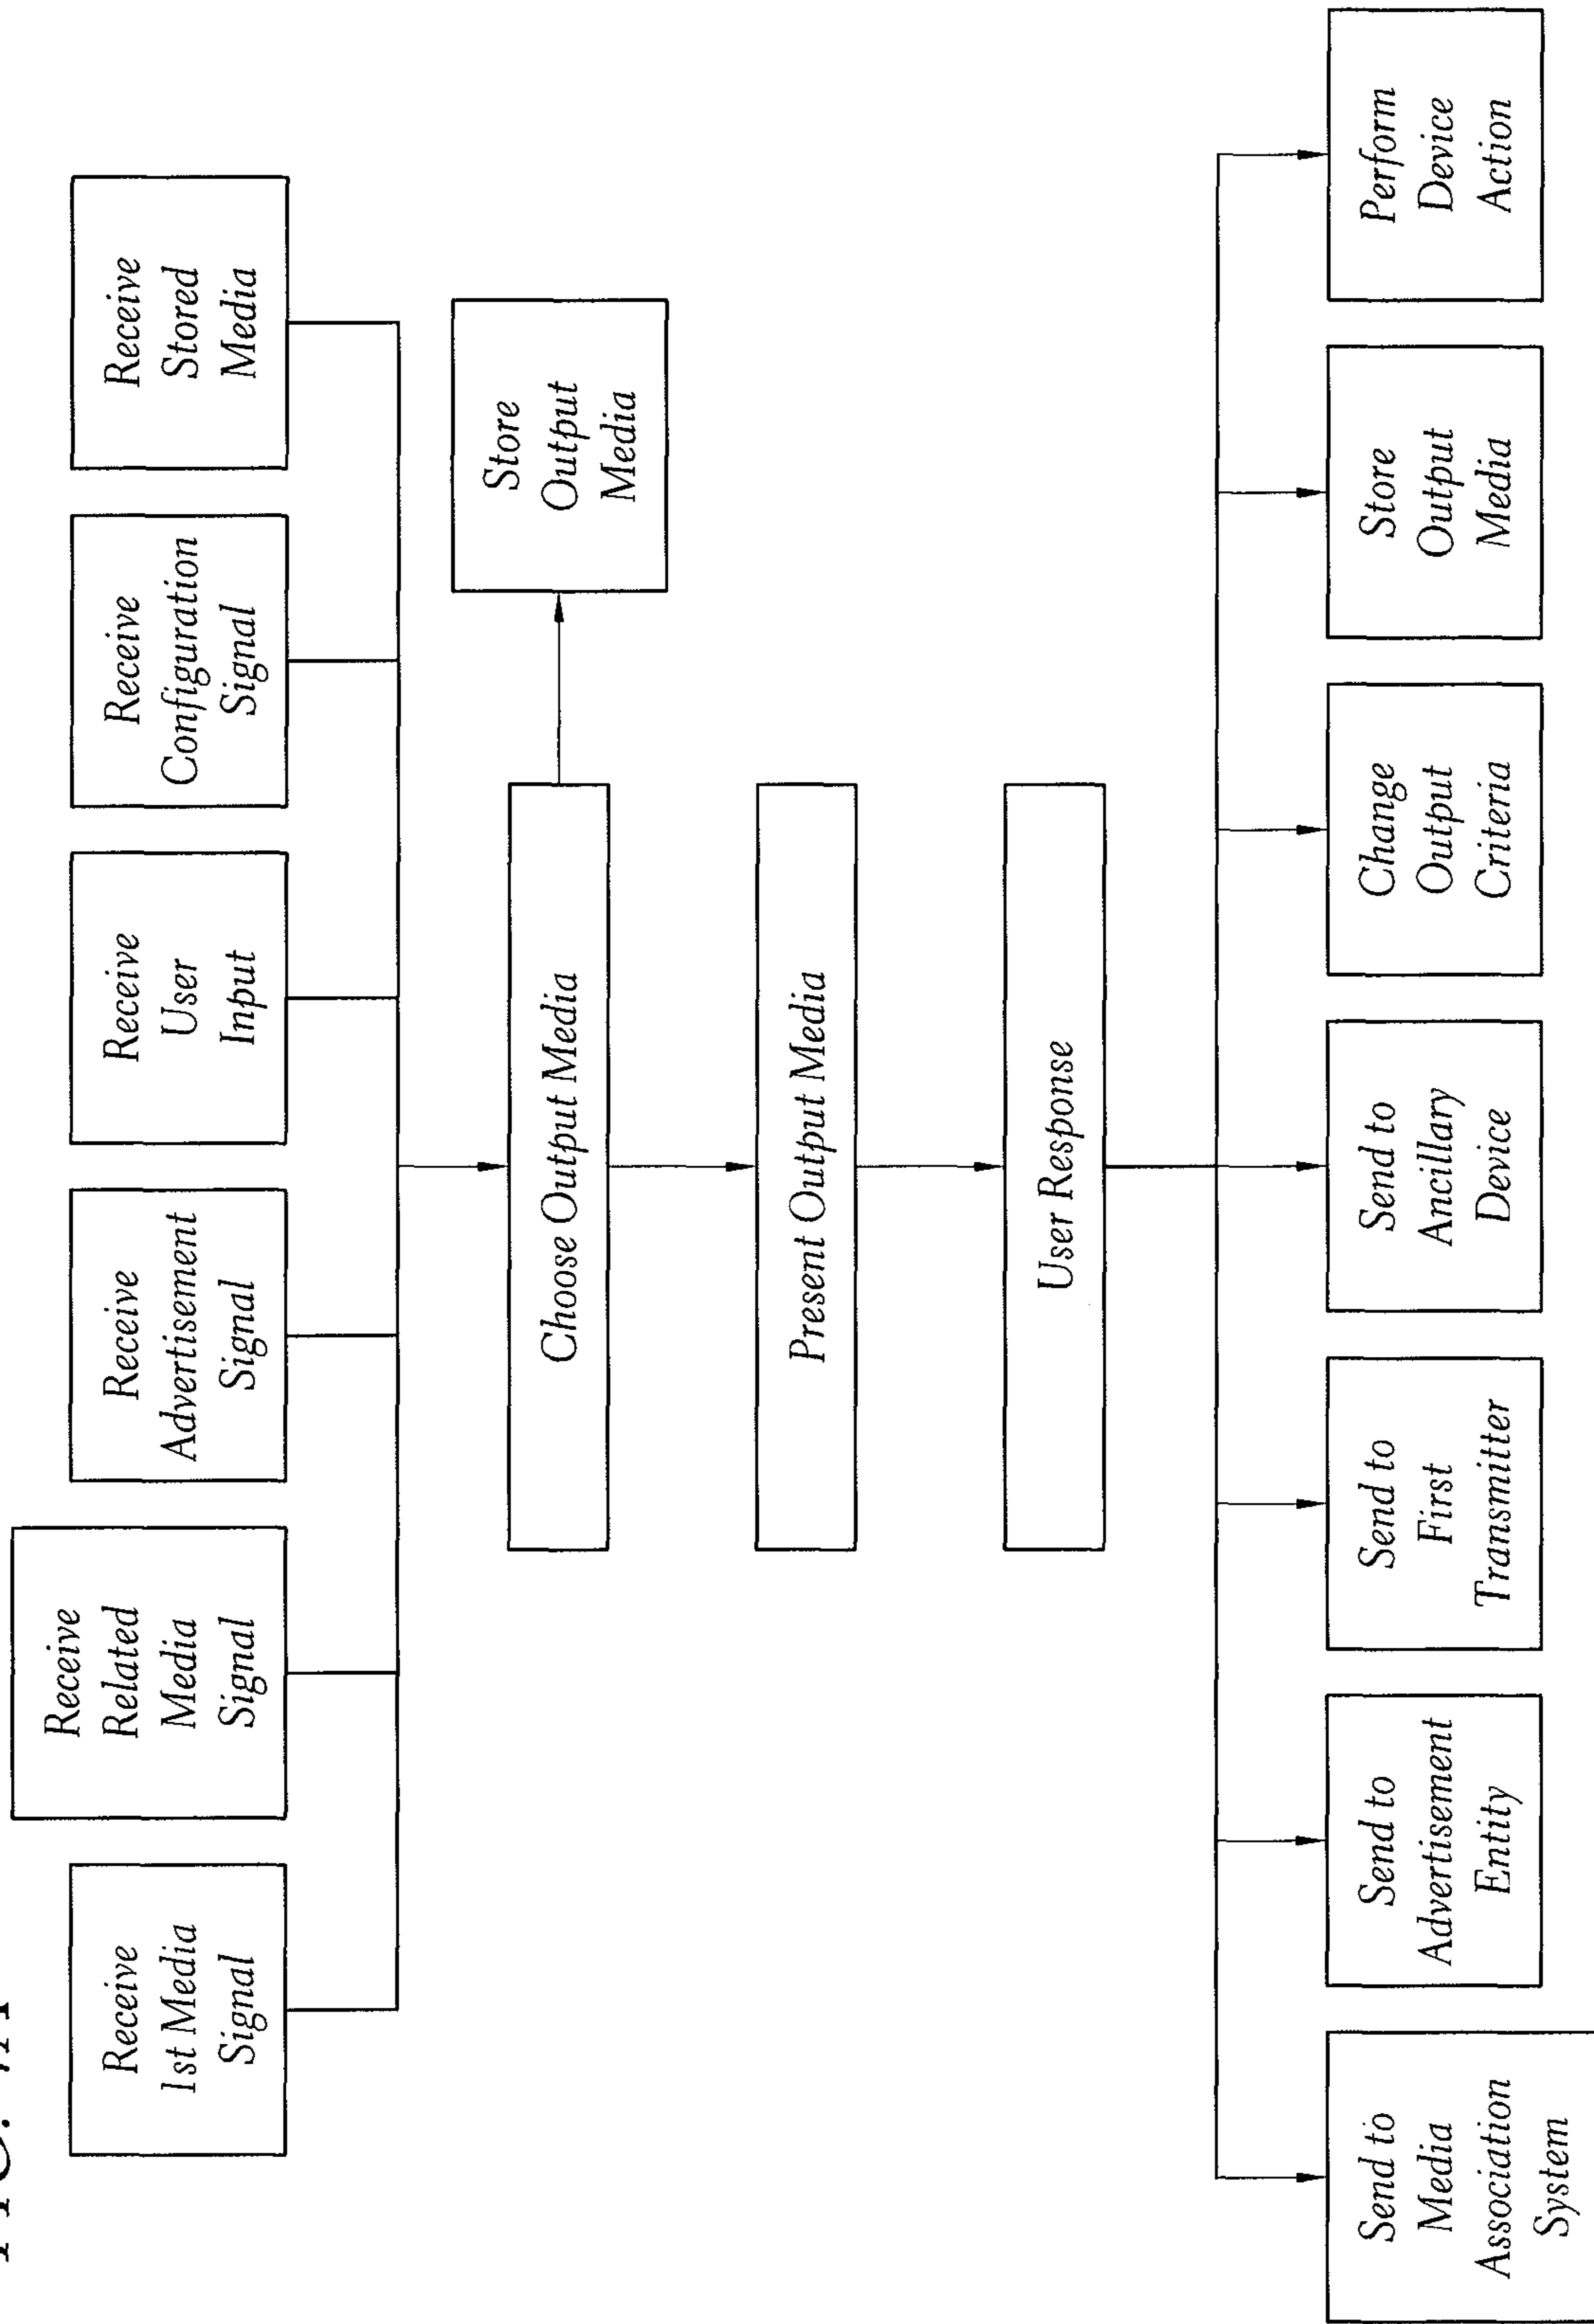 Receive
1st Media
Signal
Receive
Related
Media
Signal
Receive
Advertisement
Signal
Receive
User
Input
Receive
Configuration
Signal
Receive
Stored
Media
Choose Output Media
Store
Output
Media
Present Output Media
User Response
Send to
Media
Association
System
Send to
Advertisement
Entity
Send to
First
Transmitter
Send to
Ancillary
Device
Change
Output
Criteria
Store
Output
Media
Perform
Device
Action